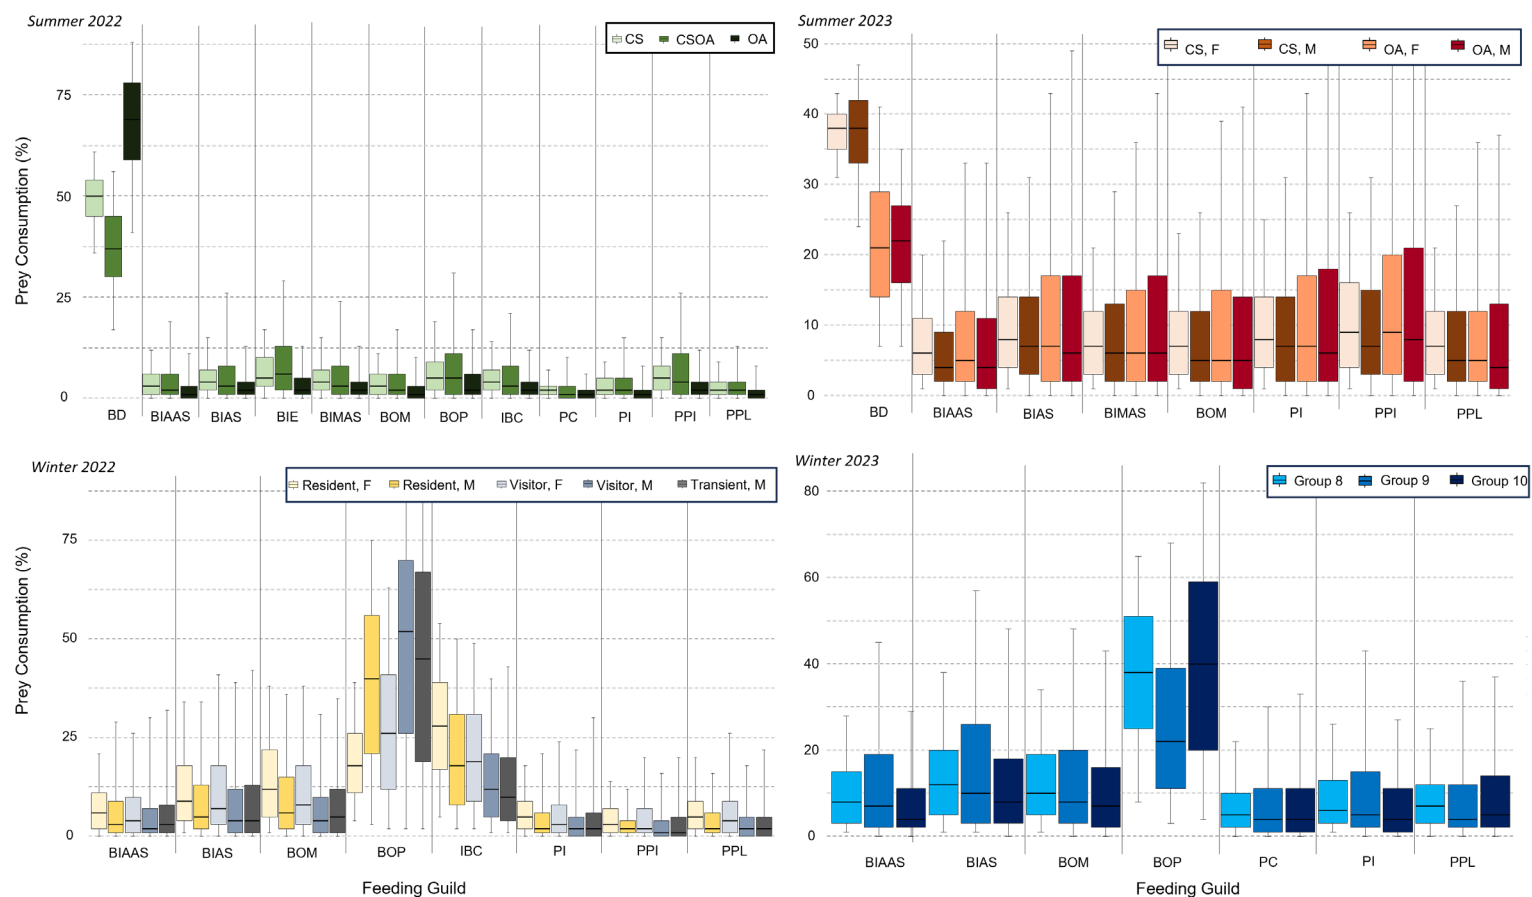 Summer 2022
CS CSOA OA
Prey Consumption (%)
75
50
25
0
BD BIAAS BIAS BIE BIMAS BOM BOP IBC PC PI PPI PPL
Summer 2023
CS, F CS, M OA, F OA, M
50
40
30
20
10
0
BD BIAAS BIAS BIMAS BOM PI PPI PPL
Winter 2022
Resident, F Resident, M Visitor, F Visitor, M Transient, M
Prey Consumption (%)
75
50
25
0
BIAAS BIAS BOM BOP IBC PI PPI PPL
Feeding Guild
Winter 2023
Group 8 Group 9 Group 10
80
60
40
20
0
BIAAS BIAS BOM BOP PC PI PPL
Feeding Guild